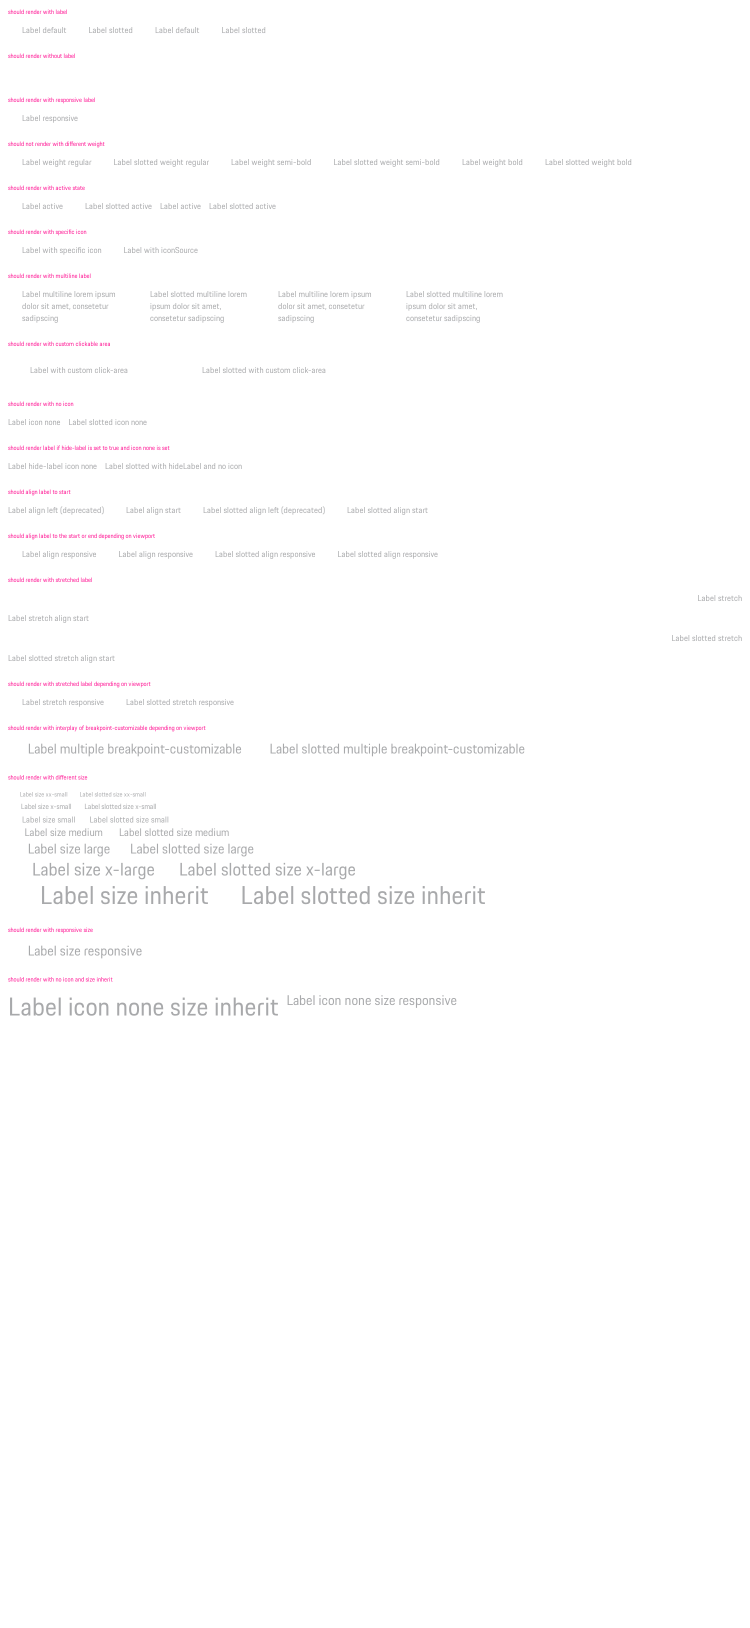 should render with label
Label default Label slotted Label default Label slotted
should render without label
should render with responsive label
Label responsive
should not render with different weight
Label weight regular Label slotted weight regular Label weight semi-bold Label slotted weight semi-bold Label weight bold Label slotted weight bold
should render with active state
Label active Label slotted active Label active Label slotted active
should render with specific icon
Label with specific icon Label with iconSource
should render with multiline label
Label multiline lorem ipsum Label slotted multiline lorem Label multiline lorem ipsum Label slotted multiline lorem
dolor sit amet, consetetur ipsum dolor sit amet, dolor sit amet, consetetur ipsum dolor sit amet,
sadipscing consetetur sadipscing sadipscing consetetur sadipscing
should render with custom clickable area
Label with custom click-area Label slotted with custom click-area
should render with no icon
Label icon none Label slotted icon none
should render label if hide-label is set to true and icon none is set
Label hide-label icon none Label slotted with hideLabel and no icon
should align label to start
Label align left (deprecated) Label align start Label slotted align left (deprecated) Label slotted align start
should align label to the start or end depending on viewport
Label align responsive Label align responsive Label slotted align responsive Label slotted align responsive
should render with stretched label
Label stretch
Label stretch align start
Label slotted stretch
Label slotted stretch align start
should render with stretched label depending on viewport
Label stretch responsive Label slotted stretch responsive
should render with interplay of breakpoint-customizable depending on viewport
Label multiple breakpoint-customizable Label slotted multiple breakpoint-customizable
should render with different size
Label size xx-small Label slotted size xx-small
Label size x-small Label slotted size x-small
Label size small Label slotted size small
Label size medium Label slotted size medium
Label size large Label slotted size large
Label size x-large Label slotted size x-large
Label size inherit Label slotted size inherit
should render with responsive size
Label size responsive
should render with no icon and size inherit
Label icon none size inherit Label icon none size responsive